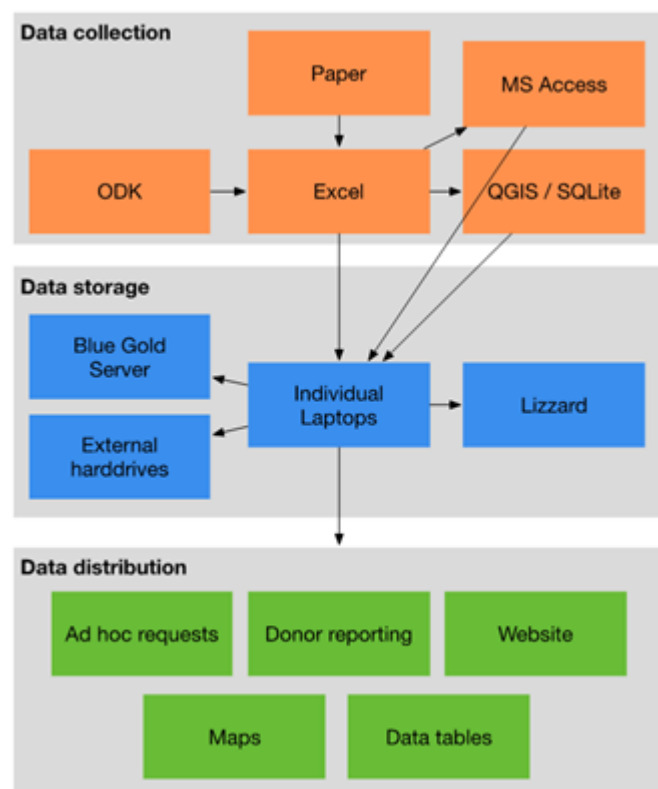 Data collection
Paper
MS Access
ODK
Excel
QGIS / SQLite
Data storage
Blue Gold
Server
Individual
Laptops
Lizzard
External
harddrives
Data distribution
Ad hoc requests
Donor reporting
Website
Maps
Data tables